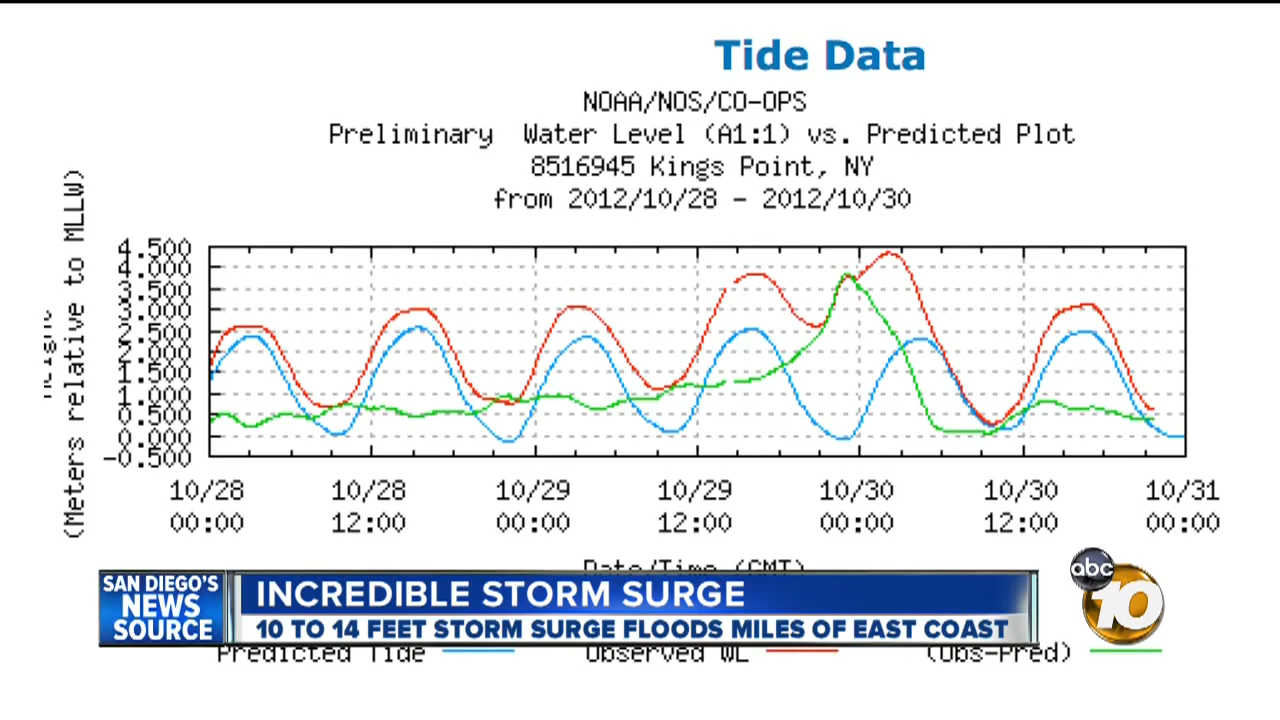 Tide Data
NOAA/NOS/CO-OPS
Preliminary Water Level (A1:1) vs. Predicted Plot
8516945 Kings Point, NY
from 2012/10/28 - 2012/10/30
(Meters relative to MLLW)
4.500
4.000
3.500
3.000
2.500
2.000
1.500
1.000
0.500
0.000
-0.500
10/28 10/28 10/29 10/29 10/30 10/30 10/31
00:00 12:00 00:00 12:00 00:00 12:00 00:00
Date/Time (GMT)
SAN DIEGO'S
NEWS
SOURCE
INCREDIBLE STORM SURGE
10 TO 14 FEET STORM SURGE FLOODS MILES OF EAST COAST
abc
10
Predicted Tide Observed WL (Obs-Pred)